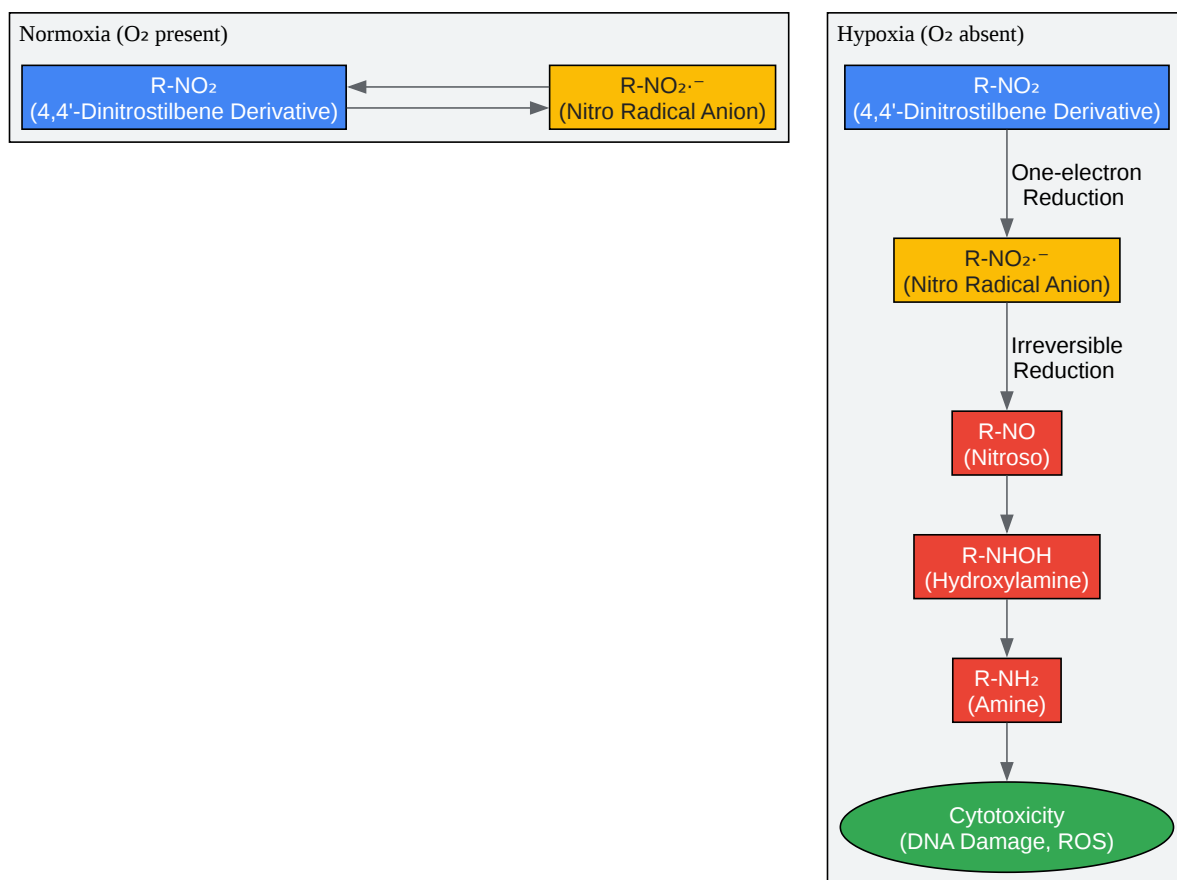 Normoxia (O₂ present)
R-NO₂
(4,4'-Dinitrostilbene Derivative)
R-NO₂·⁻
(Nitro Radical Anion)
Hypoxia (O₂ absent)
R-NO₂
(4,4'-Dinitrostilbene Derivative)
One-electron
Reduction
R-NO₂·⁻
(Nitro Radical Anion)
Irreversible
Reduction
R-NO
(Nitroso)
R-NHOH
(Hydroxylamine)
R-NH₂
(Amine)
Cytotoxicity
(DNA Damage, ROS)